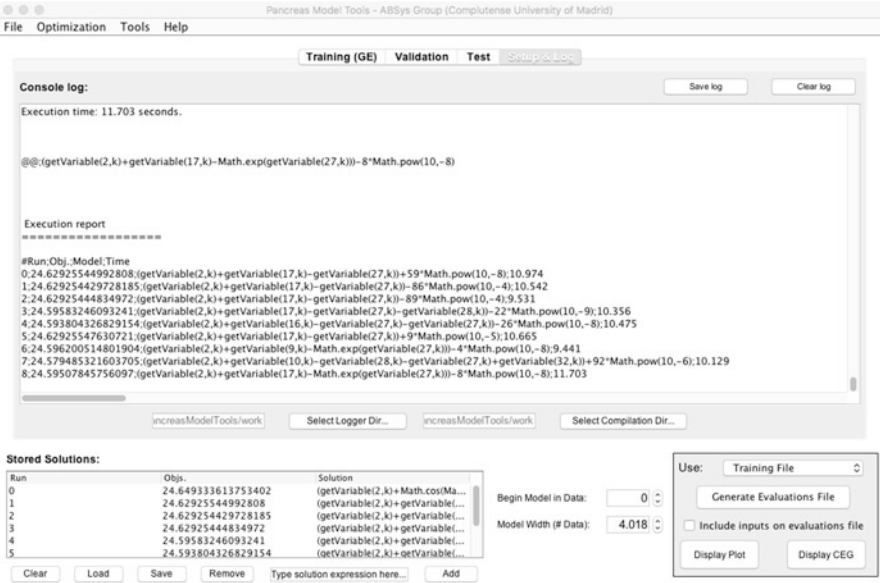 Pancreas Model Tools - ABSys Group (Complutense University of Madrid)
File Optimization Tools Help
Training (GE) Validation Test Setup & Log
Console log: Save log Clear log
Execution time: 11.703 seconds.
@@;(getVariable(2,k)+getVariable(17,k)-Math.exp(getVariable(27,k)))-8*Math.pow(10,-8)
Execution report
==================
#Run;Obj.;Model;Time
0;24.62925544992808;(getVariable(2,k)+getVariable(17,k)-getVariable(27,k))+59*Math.pow(10,-8);10.974
1;24.629254429728185;(getVariable(2,k)+getVariable(17,k)-getVariable(27,k))-86*Math.pow(10,-4);10.542
2;24.62925444834972;(getVariable(2,k)+getVariable(17,k)-getVariable(27,k))-89*Math.pow(10,-4);9.531
3;24.59583246093241;(getVariable(2,k)+getVariable(17,k)-getVariable(27,k)-getVariable(28,k))-22*Math.pow(10,-9);10.356
4;24.593804326829154;(getVariable(2,k)+getVariable(16,k)-getVariable(27,k)-getVariable(27,k))-26*Math.pow(10,-8);10.475
5;24.62925547630721;(getVariable(2,k)+getVariable(17,k)-getVariable(27,k))+9*Math.pow(10,-5);10.665
6;24.596200514801904;(getVariable(2,k)+getVariable(9,k)-Math.exp(getVariable(27,k)))-4*Math.pow(10,-8);9.441
7;24.579485321603705;(getVariable(2,k)+getVariable(10,k)-getVariable(28,k)-getVariable(27,k)+getVariable(32,k))+92*Math.pow(10,-6);10.129
8;24.59507845756097;(getVariable(2,k)+getVariable(17,k)-Math.exp(getVariable(27,k)))-8*Math.pow(10,-8);11.703
increasModelTools/work Select Logger Dir... increasModelTools/work Select Compilation Dir...
Stored Solutions:
Run Objs. Solution
0 24.649333613753402 (getVariable(2,k)+Math.cos(Ma...
1 24.62925544992808 (getVariable(2,k)+getVariable(...
2 24.629254429728185 (getVariable(2,k)+getVariable(...
3 24.62925444834972 (getVariable(2,k)+getVariable(...
4 24.59583246093241 (getVariable(2,k)+getVariable(...
5 24.593804326829154 (getVariable(2,k)+getVariable(...
Clear Load Save Remove Type solution expression here... Add
Begin Model in Data: 0
Model Width (# Data): 4.018
Use: Training File
Generate Evaluations File
Include inputs on evaluations file
Display Plot Display CEG